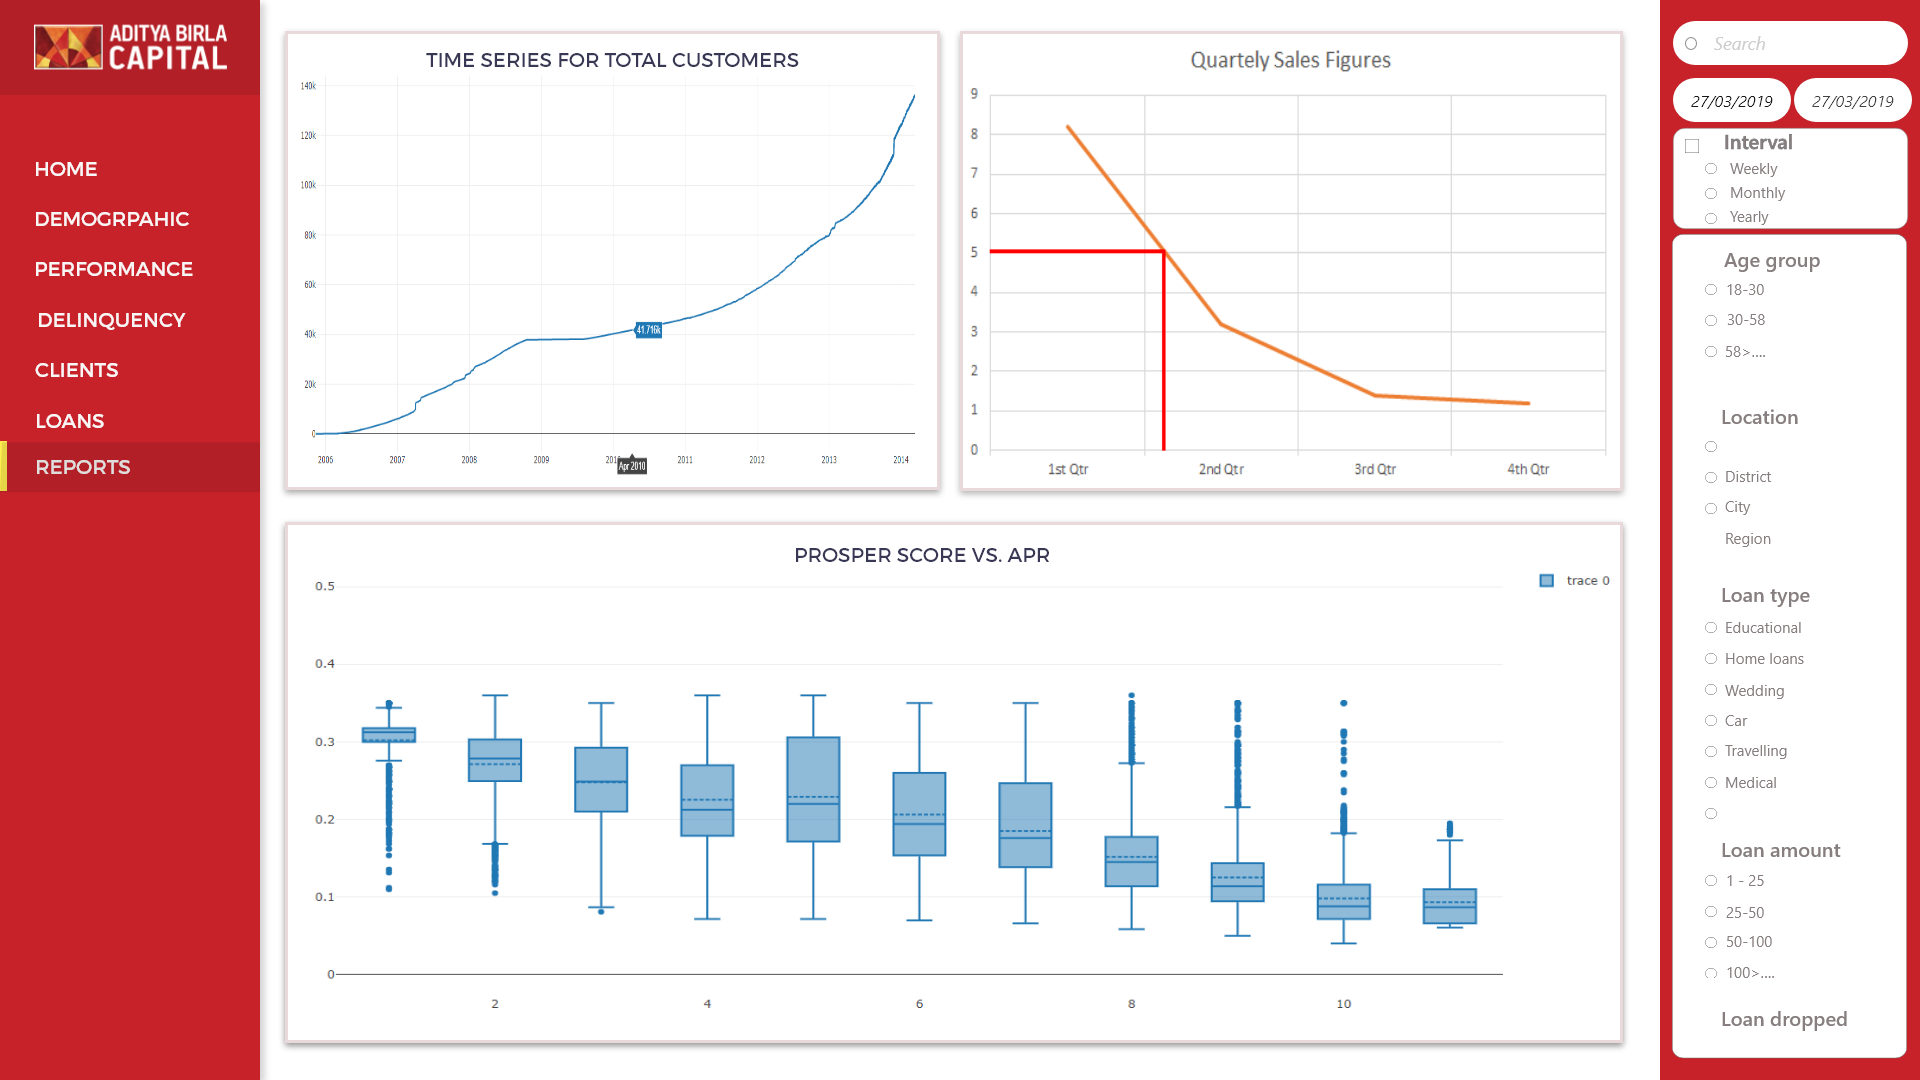 ADITYA BIRLA
CAPITAL
HOME
DEMOGRPAHIC
PERFORMANCE
DELINQUENCY
CLIENTS
LOANS
REPORTS
TIME SERIES FOR TOTAL CUSTOMERS
140k
120k
100k
80k
60k
40k
20k
0
41.716k
2006 2007 2008 2009 2011 2012 2013 2014
Apr 2010
Quartely Sales Figures
9
8
7
6
5
4
3
2
1
0
1st Qtr 2nd Qtr 3rd Qtr 4th Qtr
PROSPER SCORE VS. APR
trace 0
0.5
0.4
0.3
0.2
0.1
0
2 4 6 8 10
Search
27/03/2019 27/03/2019
Interval
Weekly
Monthly
Yearly
Age group
18-30
30-58
58>....
Location
District
City
Region
Loan type
Educational
Home loans
Wedding
Car
Travelling
Medical
Loan amount
1 - 25
25-50
50-100
100>....
Loan dropped